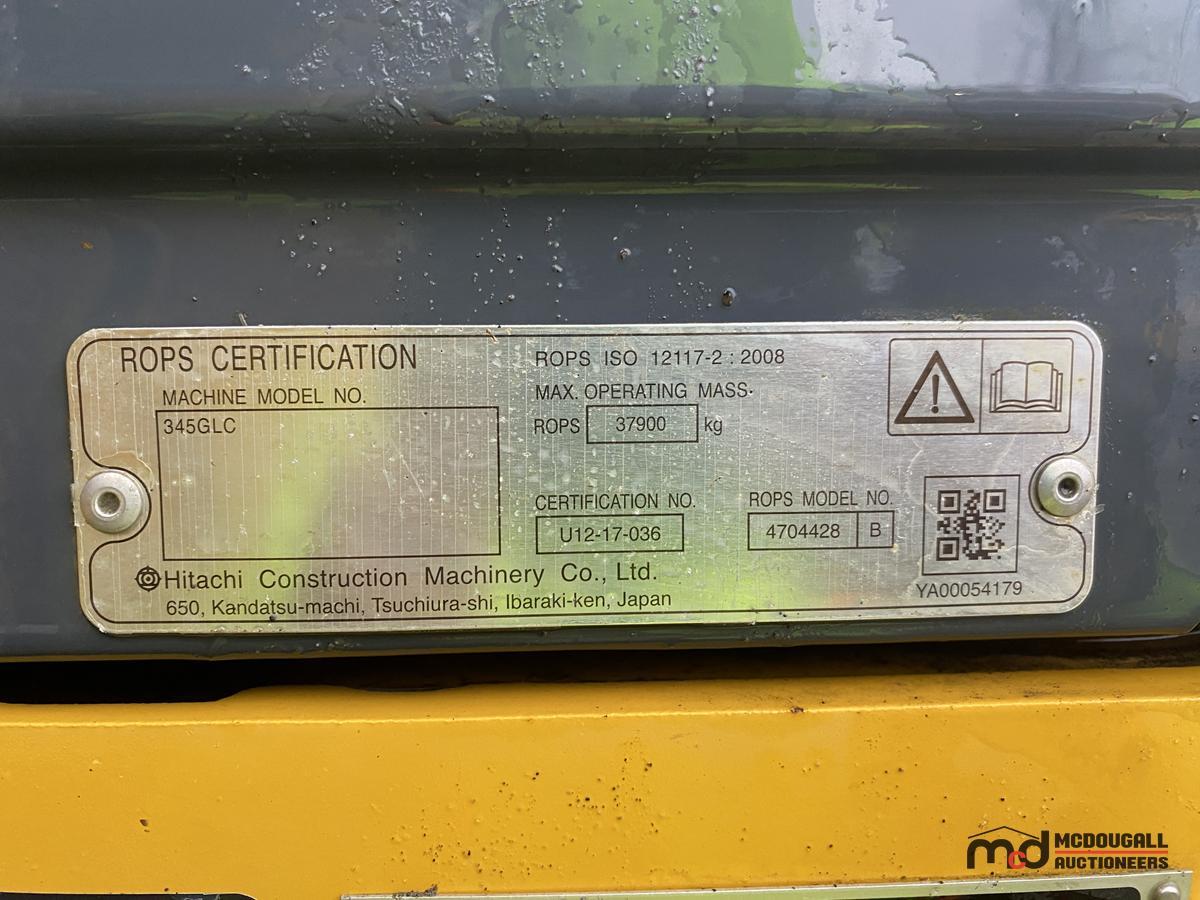 ROPS CERTIFICATION
MACHINE MODEL NO.
345GLC
ROPS ISO 12117-2 : 2008
MAX. OPERATING MASS
ROPS 37900 kg
CERTIFICATION NO.
U12-17-036
ROPS MODEL NO.
4704428 B
Hitachi Construction Machinery Co., Ltd.
650, Kandatsu-machi, Tsuchiura-shi, Ibaraki-ken, Japan
YA00054179
mcd MCDOUGALL
AUCTIONEERS